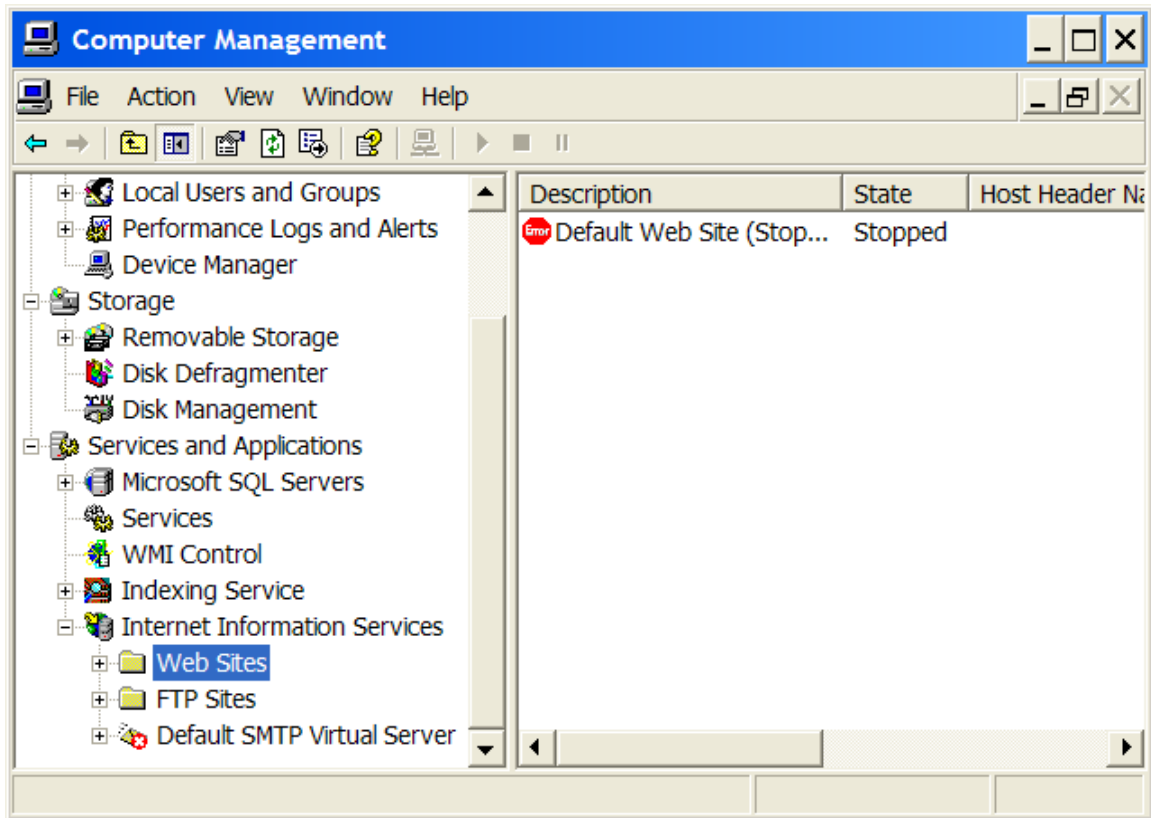 Computer Management
File Action View Window Help
Local Users and Groups
Performance Logs and Alerts
Device Manager
Storage
Removable Storage
Disk Defragmenter
Disk Management
Services and Applications
Microsoft SQL Servers
Services
WMI Control
Indexing Service
Internet Information Services
Web Sites
FTP Sites
Default SMTP Virtual Server
Description State Host Header Na
Error Default Web Site (Stop... Stopped